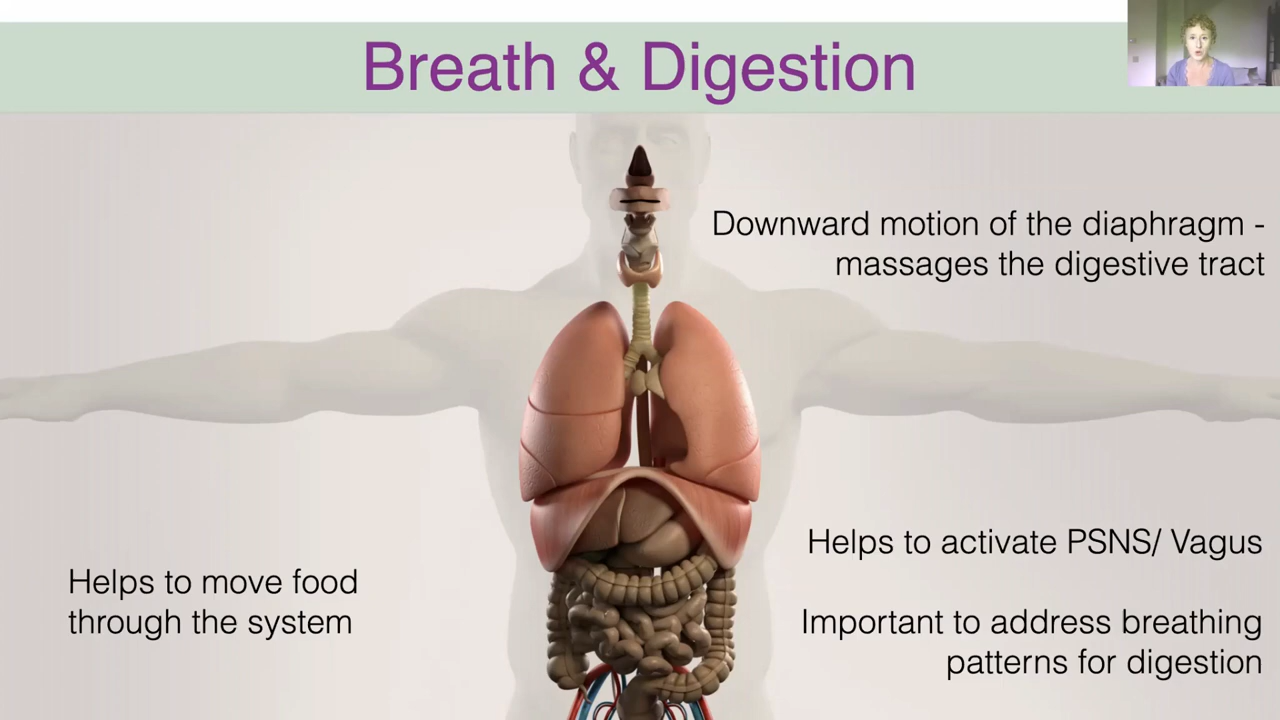 Breath & Digestion
Downward motion of the diaphragm -
massages the digestive tract
Helps to move food
through the system
Helps to activate PSNS/ Vagus
Important to address breathing
patterns for digestion